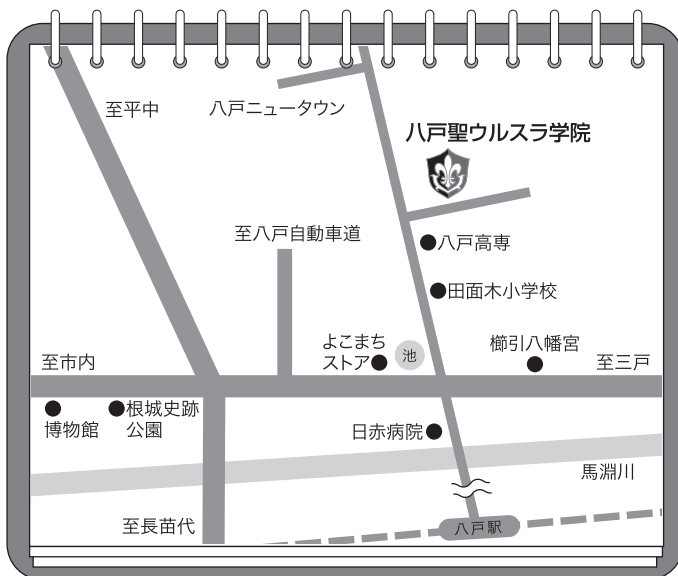 至平中
八戸ニュータウン
八戸聖ウルスラ学院
至八戸自動車道
八戸高専
田面木小学校
よこまち
ストア
池
櫛引八幡宮
至市内
至三戸
博物館
根城史跡
公園
日赤病院
馬淵川
至長苗代
八戸駅